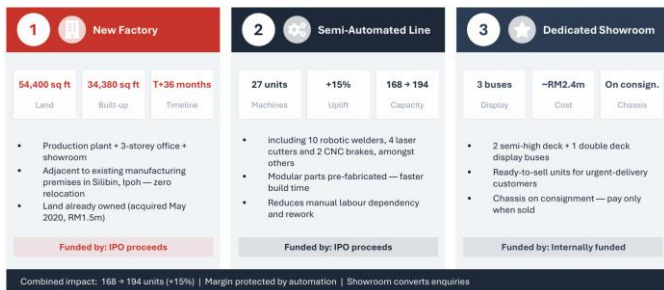 1 New Factory
54,400 sq ft 34,380 sq ft T+36 months
Land Built-up Timeline
• Production plant + 3-storey office +
showroom
• Adjacent to existing manufacturing
premises in Silibin, Ipoh — zero
relocation
• Land already owned (acquired May
2020, RM1.5m)
Funded by: IPO proceeds
2 Semi-Automated Line
27 units +15% 168 → 194
Machines Uplift Capacity
• including 10 robotic welders, 4 laser
cutters and 2 CNC brakes, amongst
others
• Modular parts pre-fabricated — faster
build time
• Reduces manual labour dependency
and rework
Funded by: IPO proceeds
3 Dedicated Showroom
3 buses ~RM2.4m On consign.
Display Cost Chassis
• 2 semi-high deck + 1 double deck
display buses
• Ready-to-sell units for urgent-delivery
customers
• Chassis on consignment — pay only
when sold
Funded by: Internally funded
Combined impact: 168 → 194 units (+15%) | Margin protected by automation | Showroom converts enquiries